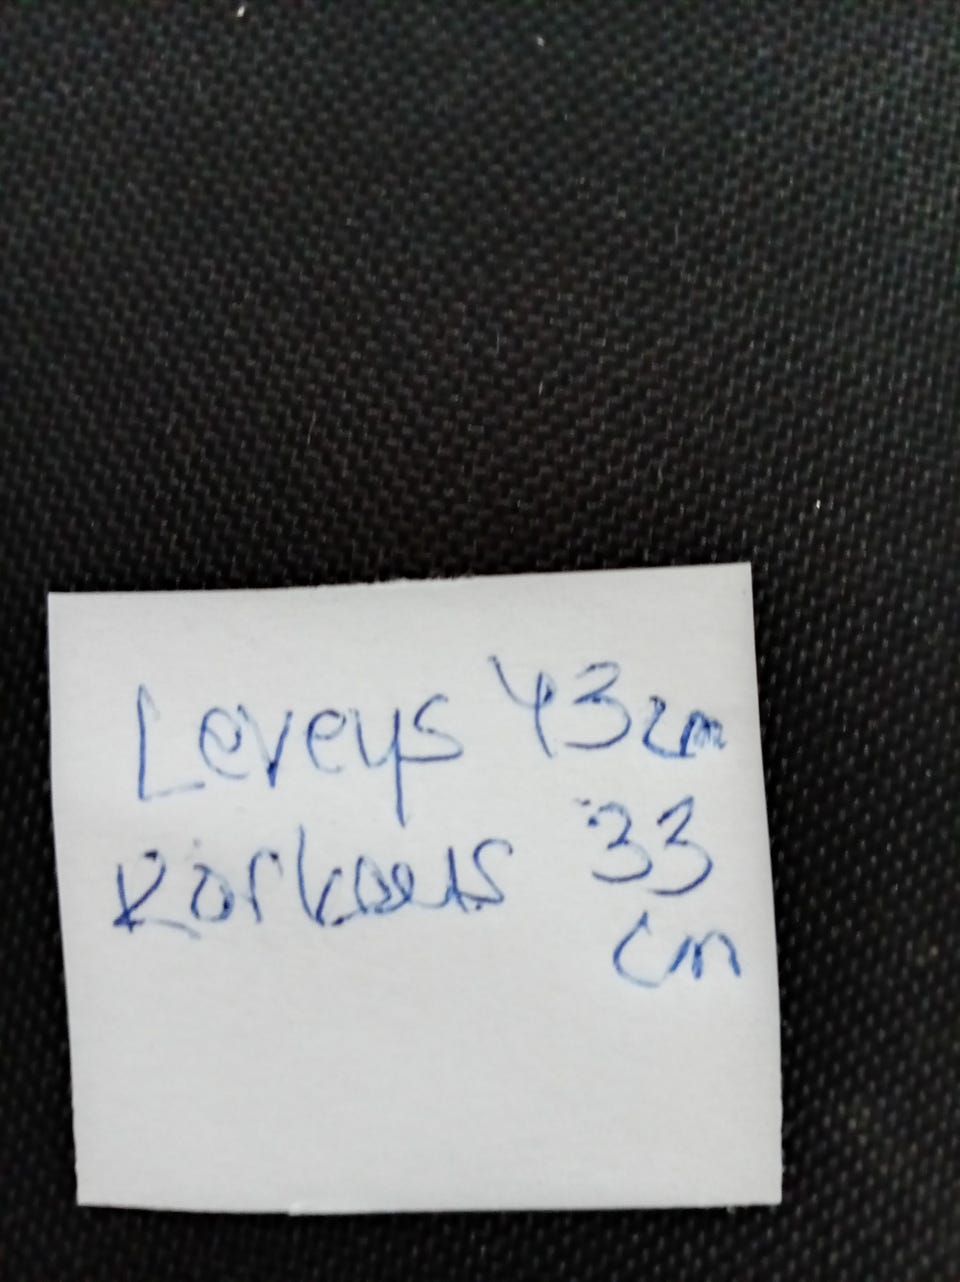 Leveys 43cm
Korkeus 33
cm